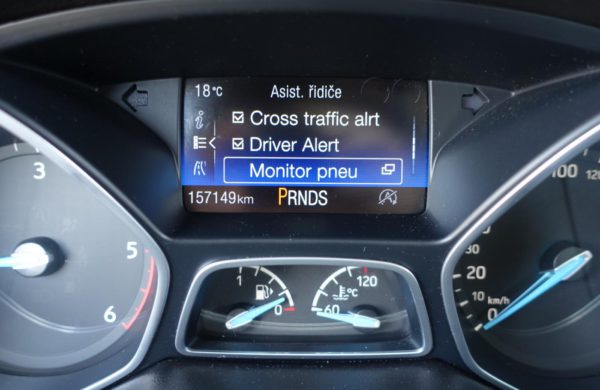 18°C Asist. řidiče
Cross traffic alrt
Driver Alert
Monitor pneu
157149km PRNDS
3
5
6
1
0
°C
120
60
100
120
20
10
0
km/h